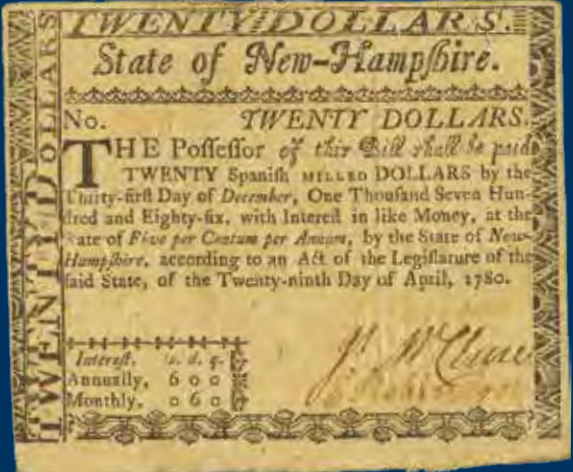 TWENTY DOLLARS.
TWENTY DOLLARS
State of New-Hampſhire.
No. TWENTY DOLLARS.
THE Poſſeſſor of this Bill shall be paid
TWENTY Spaniſh MILLED DOLLARS by the
Thirty-firſt Day of December, One Thouſand Seven Hun-
dred and Eighty-ſix, with Intereſt in like Money, at the
Rate of Five per Centum per Annum, by the State of New-
Hampſhire, according to an Act of the Legiſlature of the
ſaid State, of the Twenty-ninth Day of April, 1780.
Intereſt. s. d. q.
Annually, 6 0 0
Monthly, 0 6 0